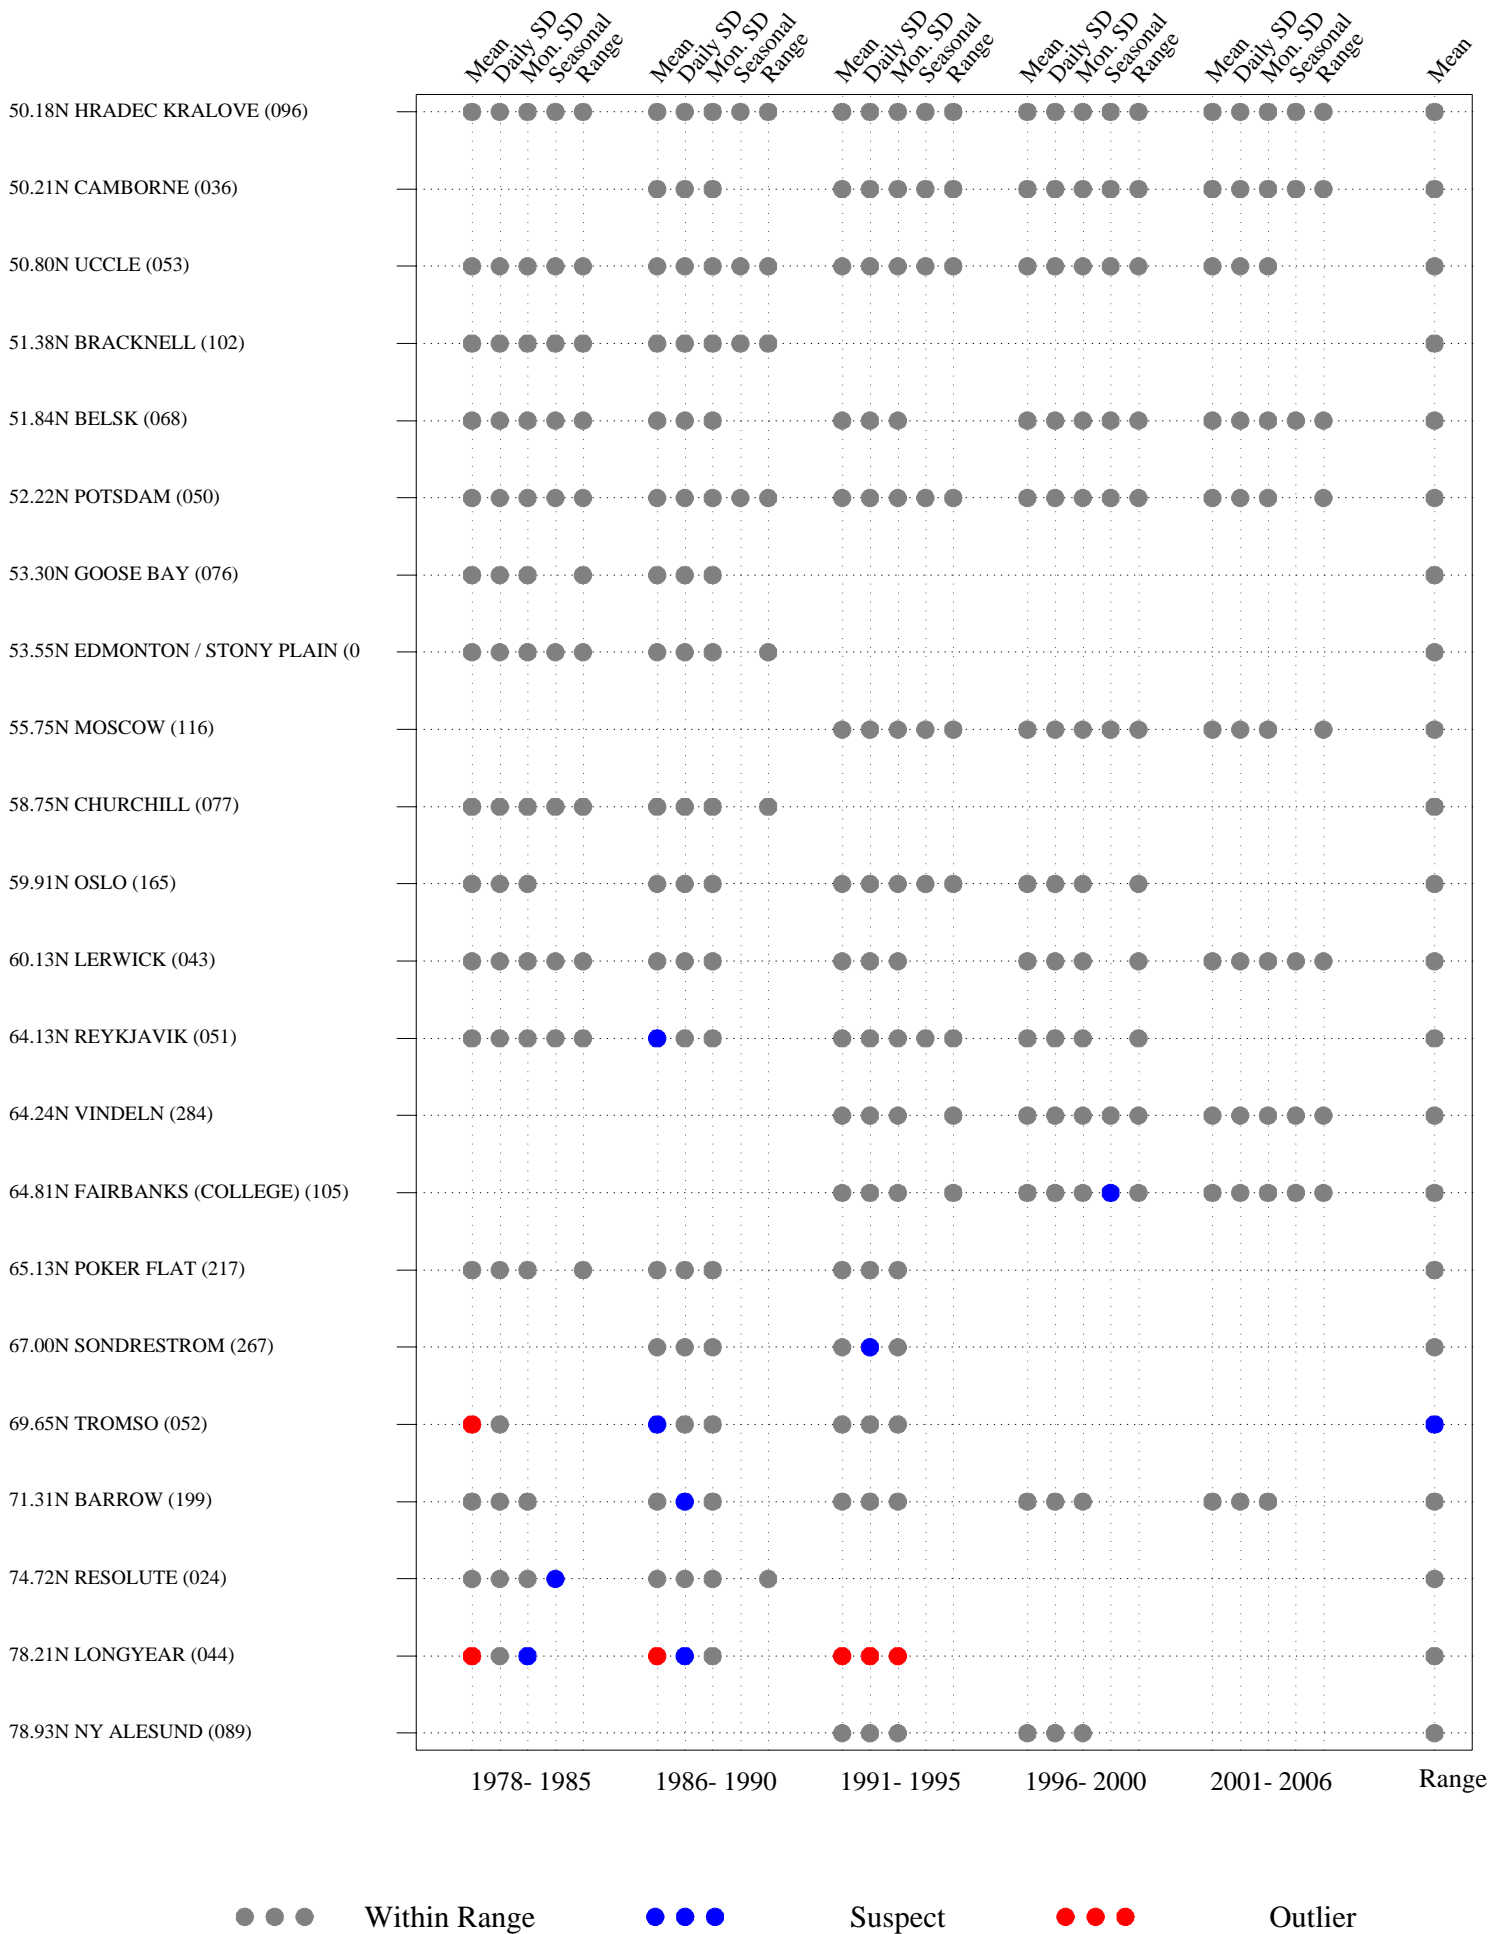 Mean Daily SD Mon. SD Seasonal Range Mean Daily SD Mon. SD Seasonal Range Mean Daily SD Mon. SD Seasonal Range Mean Daily SD Mon. SD Seasonal Range Mean Daily SD Mon. SD Seasonal Range Mean
50.18N HRADEC KRALOVE (096)
50.21N CAMBORNE (036)
50.80N UCCLE (053)
51.38N BRACKNELL (102)
51.84N BELSK (068)
52.22N POTSDAM (050)
53.30N GOOSE BAY (076)
53.55N EDMONTON / STONY PLAIN (0
55.75N MOSCOW (116)
58.75N CHURCHILL (077)
59.91N OSLO (165)
60.13N LERWICK (043)
64.13N REYKJAVIK (051)
64.24N VINDELN (284)
64.81N FAIRBANKS (COLLEGE) (105)
65.13N POKER FLAT (217)
67.00N SONDRESTROM (267)
69.65N TROMSO (052)
71.31N BARROW (199)
74.72N RESOLUTE (024)
78.21N LONGYEAR (044)
78.93N NY ALESUND (089)
1978- 1985 1986- 1990 1991- 1995 1996- 2000 2001- 2006 Range
Within Range Suspect Outlier